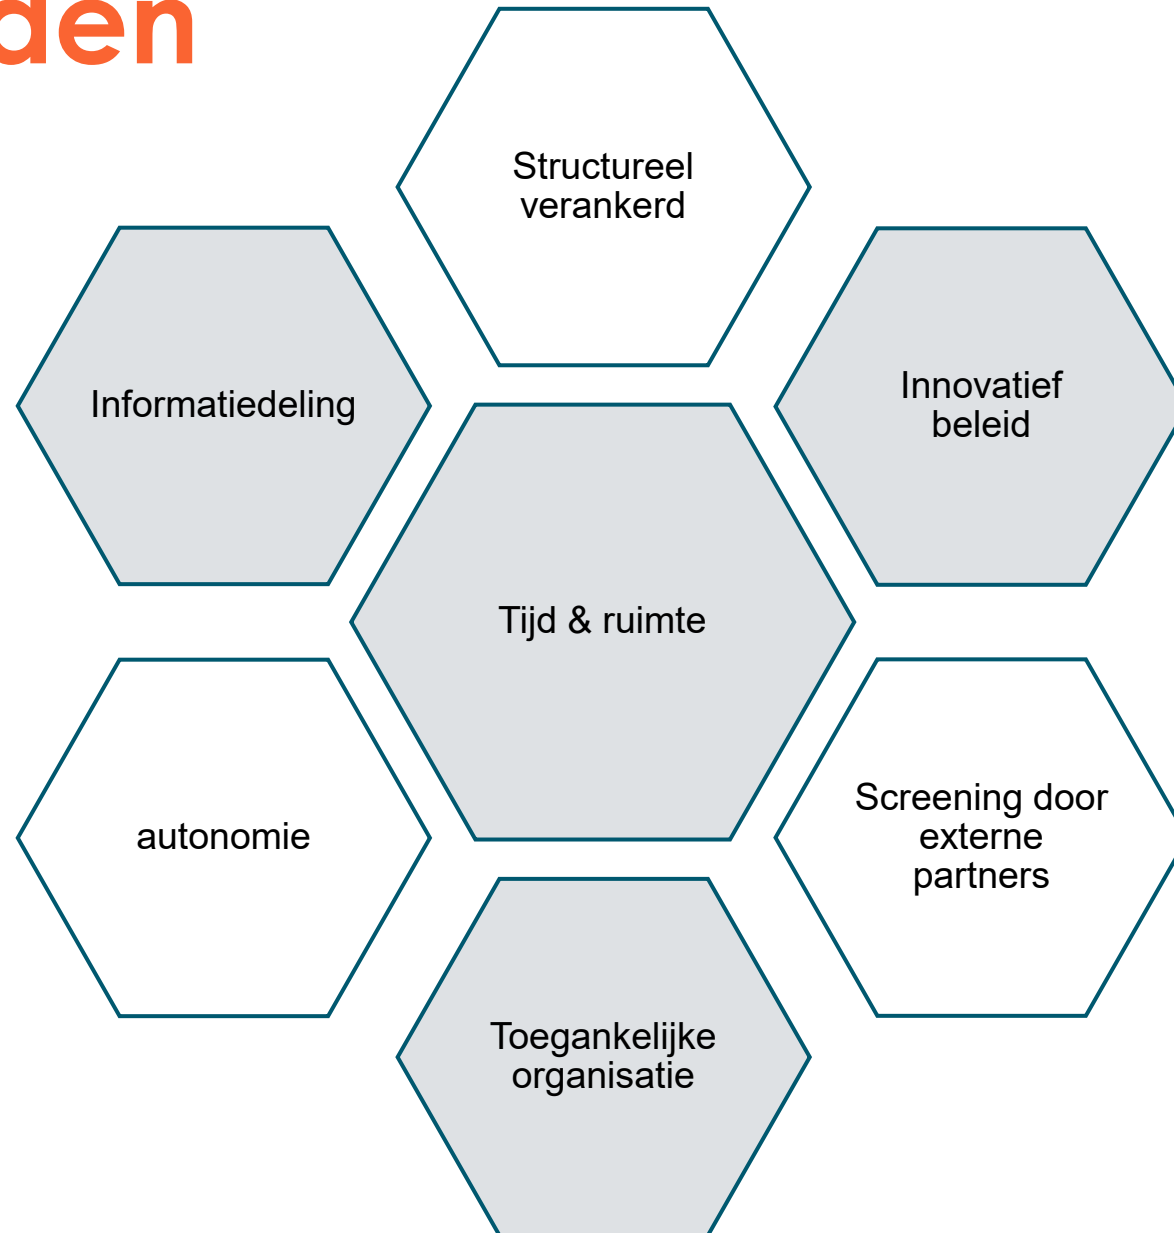 den
Structureel
verankerd
Informatiedeling
Innovatief
beleid
Tijd & ruimte
autonomie
Screening door
externe
partners
Toegankelijke
organisatie